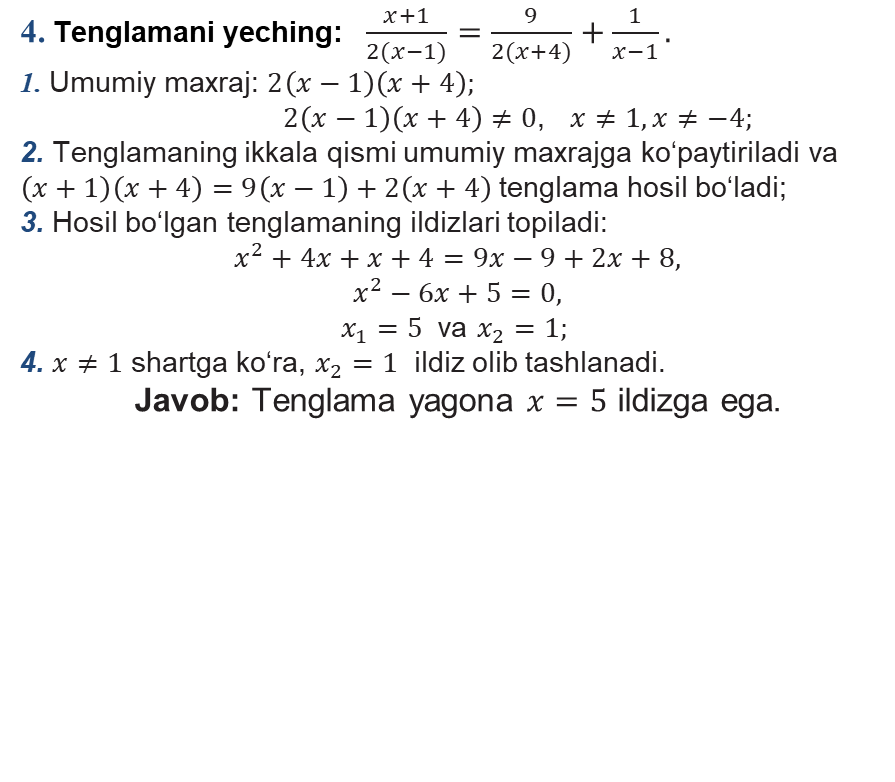 4. Tenglamani yeching: \frac{x+1}{2(x−1)} = \frac{9}{2(x+4)} + \frac{1}{x−1}.
1. Umumiy maxraj: 2(x − 1)(x + 4);
2(x − 1)(x + 4) ≠ 0, x ≠ 1, x ≠ −4;
2. Tenglamaning ikkala qismi umumiy maxrajga ko‘paytiriladi va
(x + 1)(x + 4) = 9(x − 1) + 2(x + 4) tenglama hosil bo‘ladi;
3. Hosil bo‘lgan tenglamaning ildizlari topiladi:
x² + 4x + x + 4 = 9x − 9 + 2x + 8,
x² − 6x + 5 = 0,
x₁ = 5 va x₂ = 1;
4. x ≠ 1 shartga ko‘ra, x₂ = 1 ildiz olib tashlanadi.
Javob: Tenglama yagona x = 5 ildizga ega.